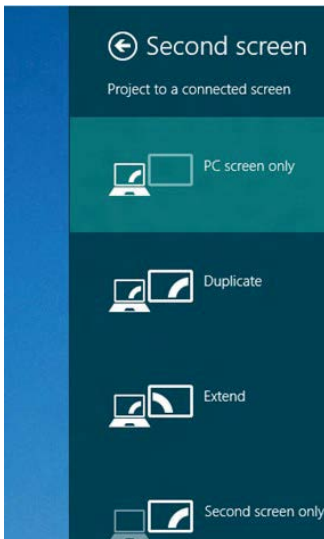 Second screen
Project to a connected screen
PC screen only
Duplicate
Extend
Second screen only